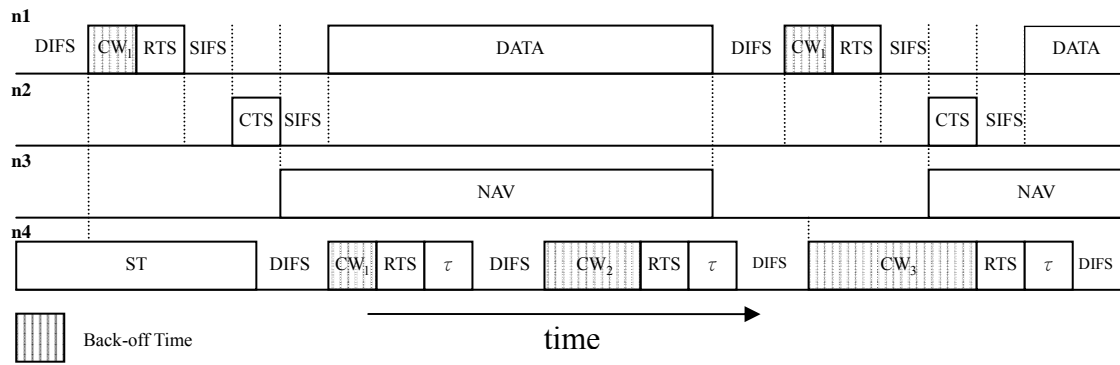 n1
DIFS CW₁ RTS SIFS DATA DIFS CW₁ RTS SIFS DATA
n2
CTS SIFS CTS SIFS
n3
NAV NAV
n4
ST DIFS CW₁ RTS τ DIFS CW₂ RTS τ DIFS CW₃ RTS τ DIFS
Back-off Time
time